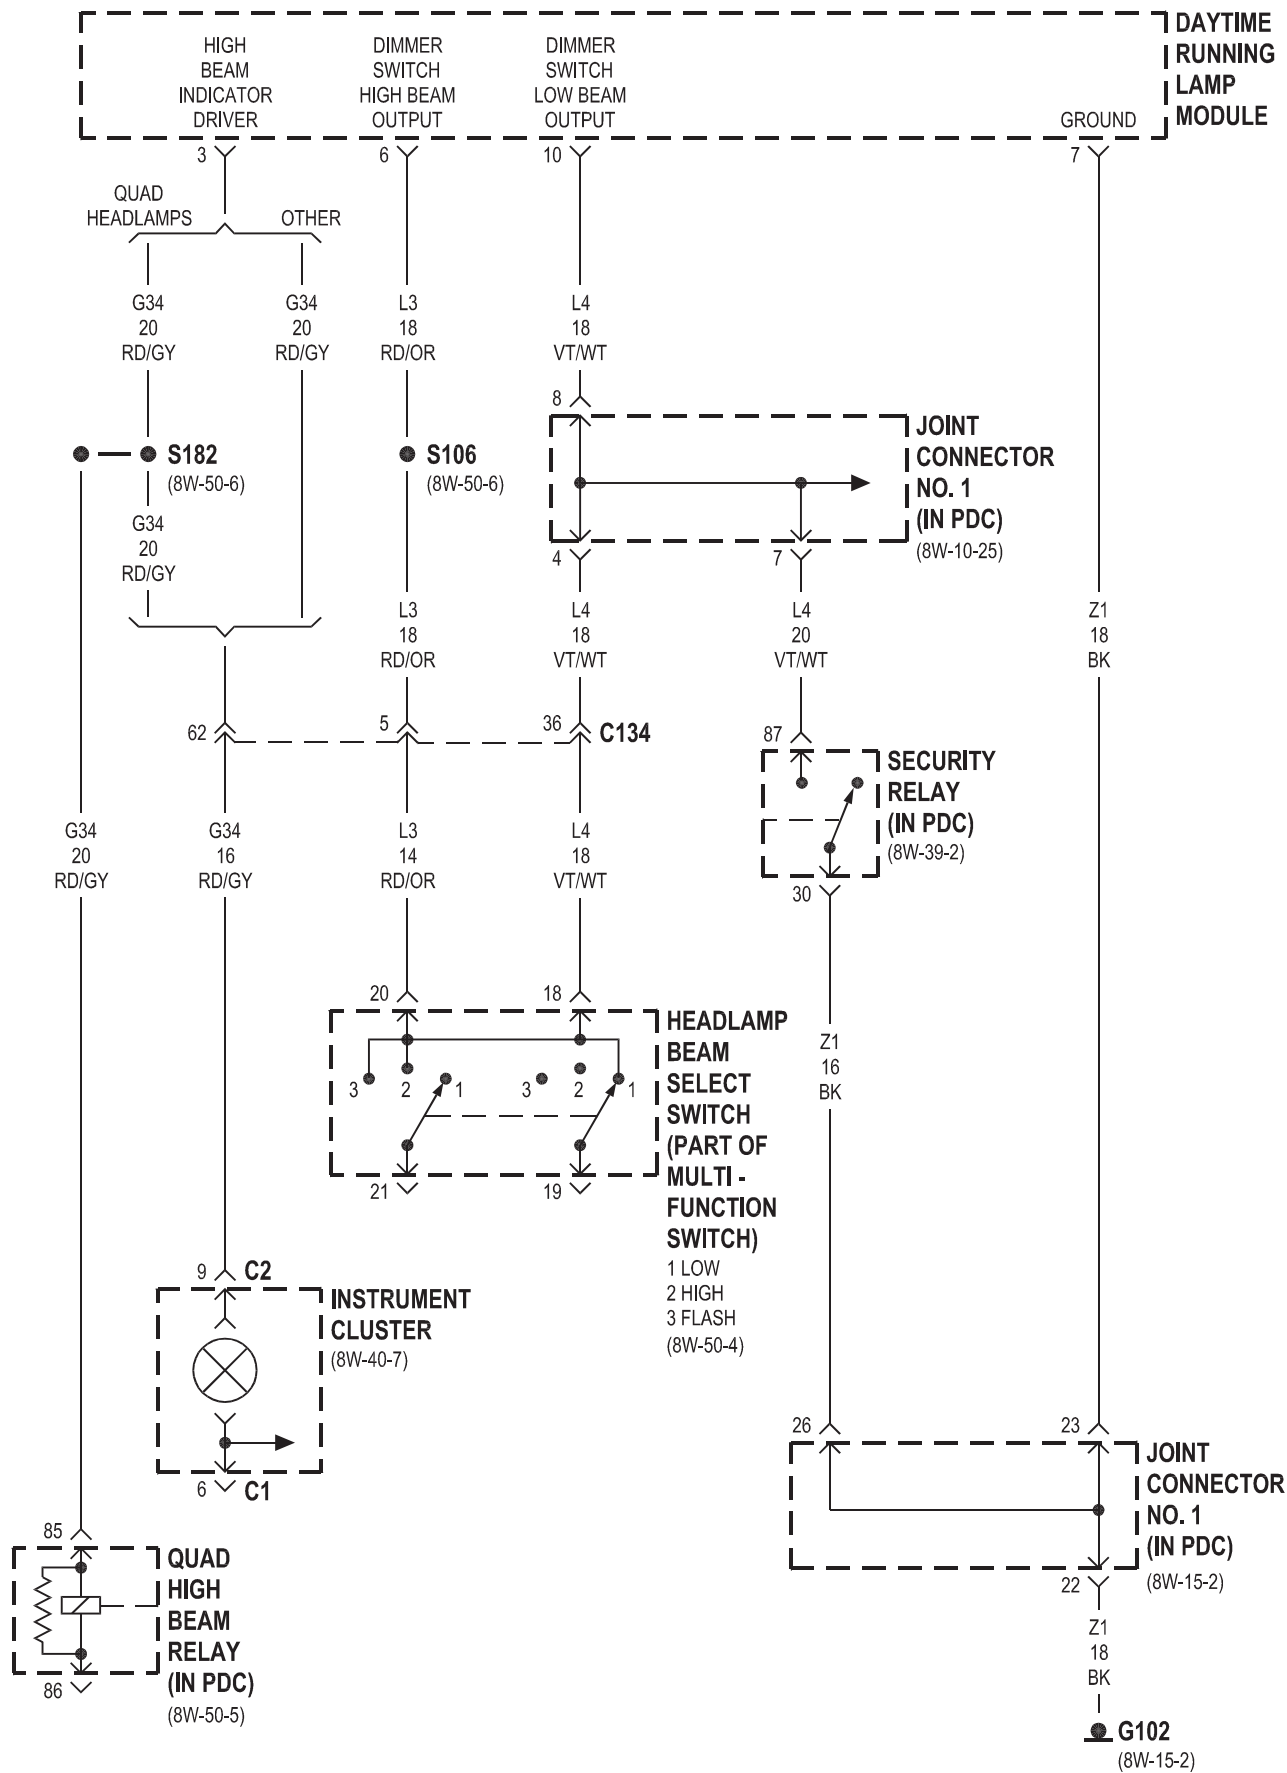 DAYTIME
RUNNING
LAMP
MODULE
HIGH
BEAM
INDICATOR
DRIVER
DIMMER
SWITCH
HIGH BEAM
OUTPUT
DIMMER
SWITCH
LOW BEAM
OUTPUT
GROUND
3
6
10
7
QUAD
HEADLAMPS
OTHER
G34
20
RD/GY
G34
20
RD/GY
L3
18
RD/OR
L4
18
VT/WT
8
JOINT
CONNECTOR
NO. 1
(IN PDC)
(8W-10-25)
S182
(8W-50-6)
S106
(8W-50-6)
G34
20
RD/GY
4
7
L3
18
RD/OR
L4
18
VT/WT
L4
20
VT/WT
Z1
18
BK
62
5
36
C134
87
SECURITY
RELAY
(IN PDC)
(8W-39-2)
30
G34
20
RD/GY
G34
16
RD/GY
L3
14
RD/OR
L4
18
VT/WT
20
18
HEADLAMP
BEAM
SELECT
SWITCH
(PART OF
MULTI -
FUNCTION
SWITCH)
1 LOW
2 HIGH
3 FLASH
(8W-50-4)
3 2 1 3 2 1
21
19
Z1
16
BK
9 C2
INSTRUMENT
CLUSTER
(8W-40-7)
6 C1
26
23
JOINT
CONNECTOR
NO. 1
(IN PDC)
(8W-15-2)
22
85
QUAD
HIGH
BEAM
RELAY
(IN PDC)
(8W-50-5)
86
Z1
18
BK
G102
(8W-15-2)